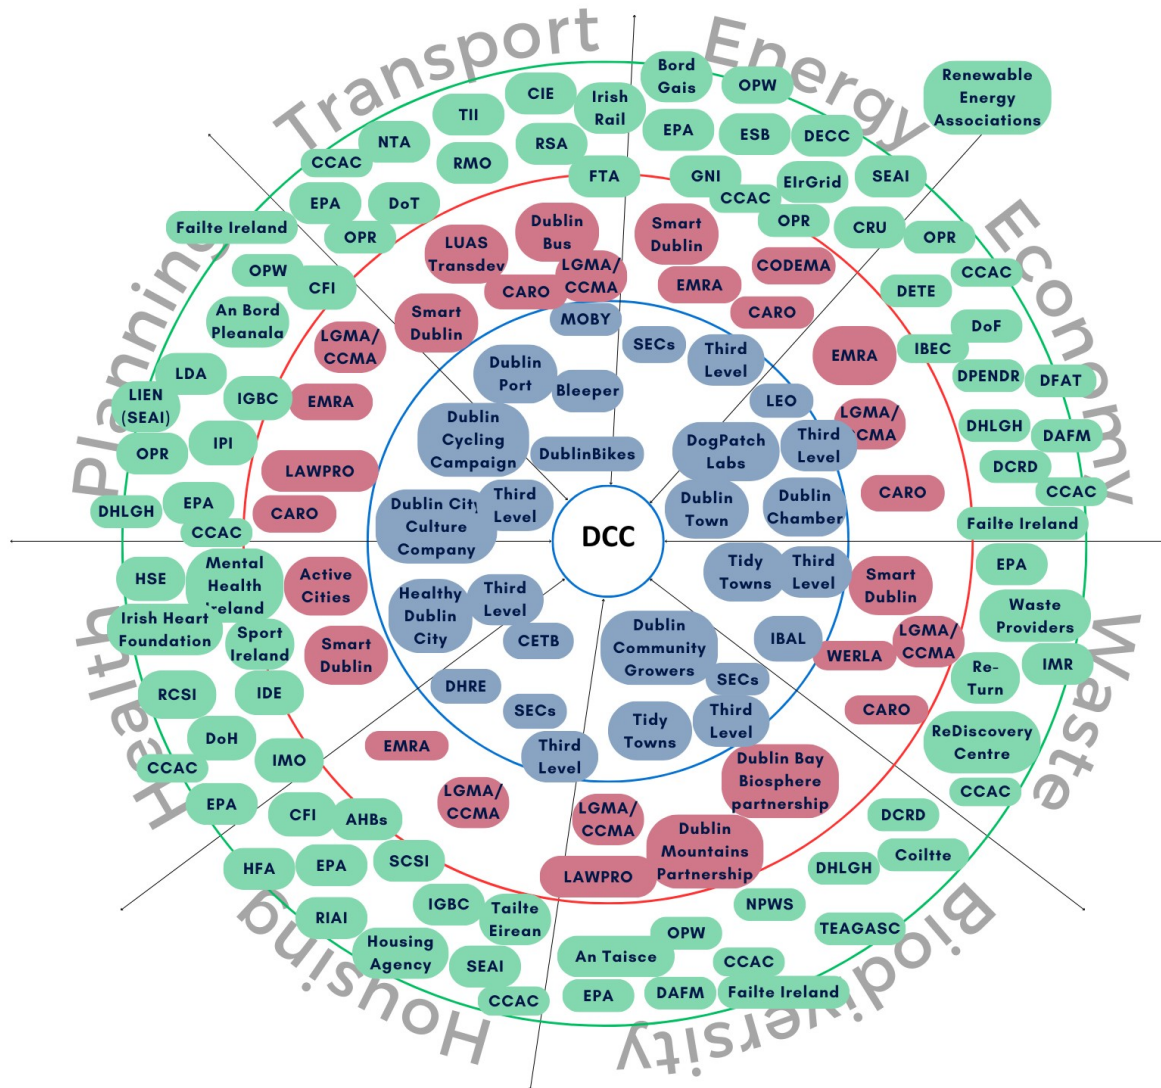 Transport
Energy
Economy
Waste
Biodiversity
Housing
Health
Planning
DCC
CIE
Irish
Rail
TII
RSA
NTA
CCAC
RMO
FTA
EPA
DoT
OPR
Dublin
Bus
LUAS
Transdev
LGMA/
CCMA
CARO
Smart
Dublin
MOBY
Dublin
Port
Bleeper
Dublin
Cycling
Campaign
DublinBikes
Bord
Gais
OPW
Renewable
Energy
Associations
EPA
ESB
DECC
GNI
CCAC
EIrGrid
SEAI
OPR
CRU
Smart
Dublin
CODEMA
EMRA
CARO
SECs
Third
Level
OPR
CCAC
DETE
DoF
IBEC
DPENDR
DFAT
DHLGH
DAFM
DCRD
CCAC
Failte Ireland
EMRA
LGMA/
CCMA
CARO
LEO
Third
Level
DogPatch
Labs
Dublin
Town
Dublin
Chamber
EPA
Waste
Providers
IMR
Re-
Turn
ReDiscovery
Centre
CCAC
Smart
Dublin
LGMA/
CCMA
WERLA
CARO
Tidy
Towns
Third
Level
IBAL
DCRD
Coiltte
DHLGH
NPWS
TEAGASC
OPW
An Taisce
CCAC
EPA
DAFM
Failte Ireland
Dublin Bay
Biosphere
partnership
LGMA/
CCMA
Dublin
Mountains
Partnership
LAWPRO
Dublin
Community
Growers
SECs
Third
Level
Tidy
Towns
CFI
AHBs
HFA
EPA
SCSI
IGBC
Tailte
Eirean
RIAI
Housing
Agency
SEAI
CCAC
EMRA
LGMA/
CCMA
DHRE
SECs
Third
Level
HSE
Mental
Health
Ireland
Irish Heart
Foundation
Sport
Ireland
RCSI
IDE
DoH
CCAC
IMO
EPA
Active
Cities
Smart
Dublin
Healthy
Dublin
City
Third
Level
CETB
Failte Ireland
OPW
CFI
An Bord
Pleanala
LDA
LIEN
(SEAI)
IGBC
OPR
IPI
DHLGH
EPA
CCAC
LGMA/
CCMA
EMRA
LAWPRO
CARO
Dublin City
Culture
Company
Third
Level